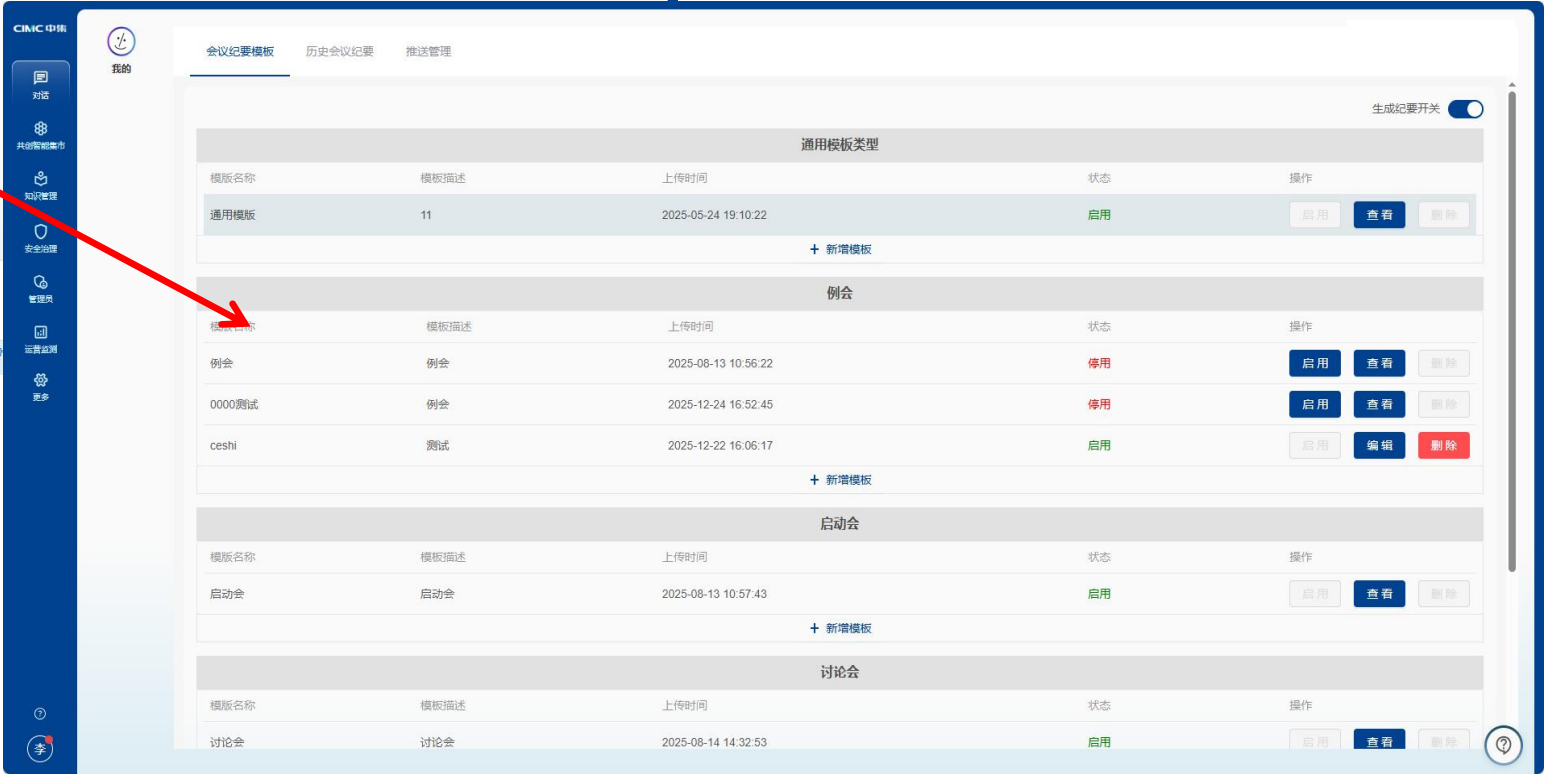 CIMC 中集
我的
对话
共创智能集市
知识管理
安全治理
管理员
运营监测
更多
李
会议纪要模板 历史会议纪要 推送管理
生成纪要开关
通用模板类型
模版名称 模板描述 上传时间 状态 操作
通用模版 11 2025-05-24 19:10:22 启用 启用 查看 删除
+ 新增模板
例会
模版名称 模板描述 上传时间 状态 操作
例会 例会 2025-08-13 10:56:22 停用 启用 查看 删除
0000测试 例会 2025-12-24 16:52:45 停用 启用 查看 删除
ceshi 测试 2025-12-22 16:06:17 启用 启用 编辑 删除
+ 新增模板
启动会
模版名称 模板描述 上传时间 状态 操作
启动会 启动会 2025-08-13 10:57:43 启用 启用 查看 删除
+ 新增模板
讨论会
模版名称 模板描述 上传时间 状态 操作
讨论会 讨论会 2025-08-14 14:32:53 启用 启用 查看 删除